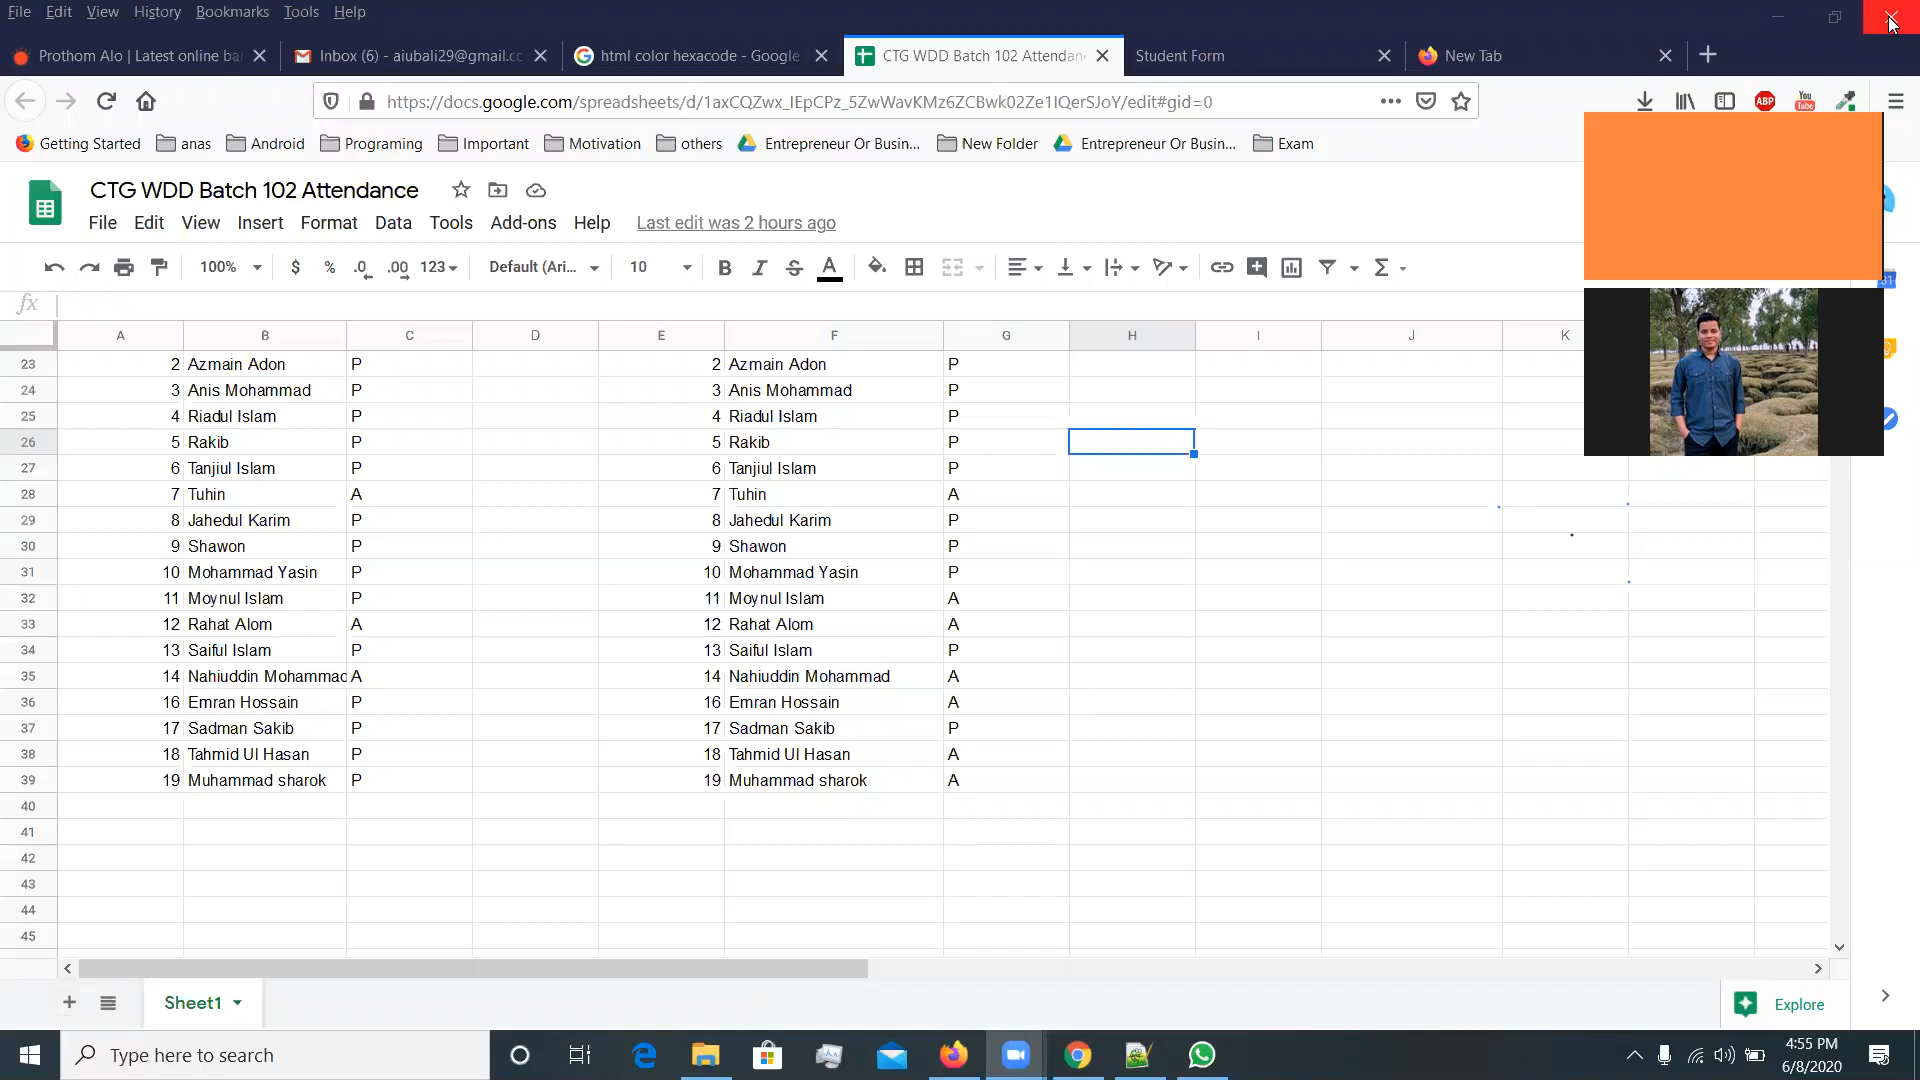 File Edit View History Bookmarks Tools Help
Prothom Alo | Latest online ba Inbox (6) - aiubali29@gmail.cc html color hexacode - Google CTG WDD Batch 102 Attendan Student Form New Tab
https://docs.google.com/spreadsheets/d/1axCQZwx_IEpCPz_5ZwWavKMz6ZCBwk02Ze1IQerSJoY/edit#gid=0 ABP You Tube
Getting Started anas Android Programing Important Motivation others Entrepreneur Or Busin... New Folder Entrepreneur Or Busin... Exam
CTG WDD Batch 102 Attendance
File Edit View Insert Format Data Tools Add-ons Help Last edit was 2 hours ago
100% $ % .0 .00 123 Default (Ari... 10 B I S A Σ
fx
A B C D E F G H I J K
23 2 Azmain Adon P 2 Azmain Adon P
24 3 Anis Mohammad P 3 Anis Mohammad P
25 4 Riadul Islam P 4 Riadul Islam P
26 5 Rakib P 5 Rakib P
27 6 Tanjiul Islam P 6 Tanjiul Islam P
28 7 Tuhin A 7 Tuhin A
29 8 Jahedul Karim P 8 Jahedul Karim P
30 9 Shawon P 9 Shawon P
31 10 Mohammad Yasin P 10 Mohammad Yasin P
32 11 Moynul Islam P 11 Moynul Islam A
33 12 Rahat Alom A 12 Rahat Alom A
34 13 Saiful Islam P 13 Saiful Islam P
35 14 Nahiuddin Mohammad A 14 Nahiuddin Mohammad A
36 16 Emran Hossain P 16 Emran Hossain A
37 17 Sadman Sakib P 17 Sadman Sakib P
38 18 Tahmid Ul Hasan P 18 Tahmid Ul Hasan A
39 19 Muhammad sharok P 19 Muhammad sharok A
40
41
42
43
44
45
Sheet1 Explore
Type here to search 4:55 PM
6/8/2020